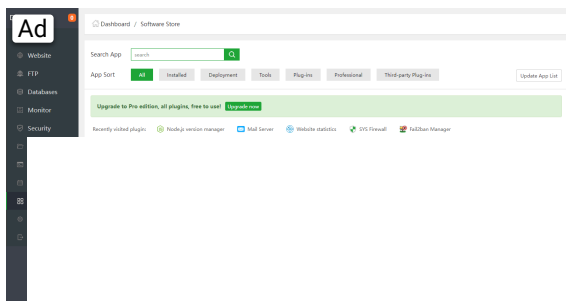 Ad
0
Dashboard / Software Store
Website
FTP
Databases
Monitor
Security
Search App search
App Sort All Installed Deployment Tools Plug-ins Professional Third-party Plug-ins Update App List
Upgrade to Pro edition, all plugins, free to use! Upgrade now
Recently visited plugin: Node.js version manager Mail Server Website statistics SYS Firewall Fail2ban Manager